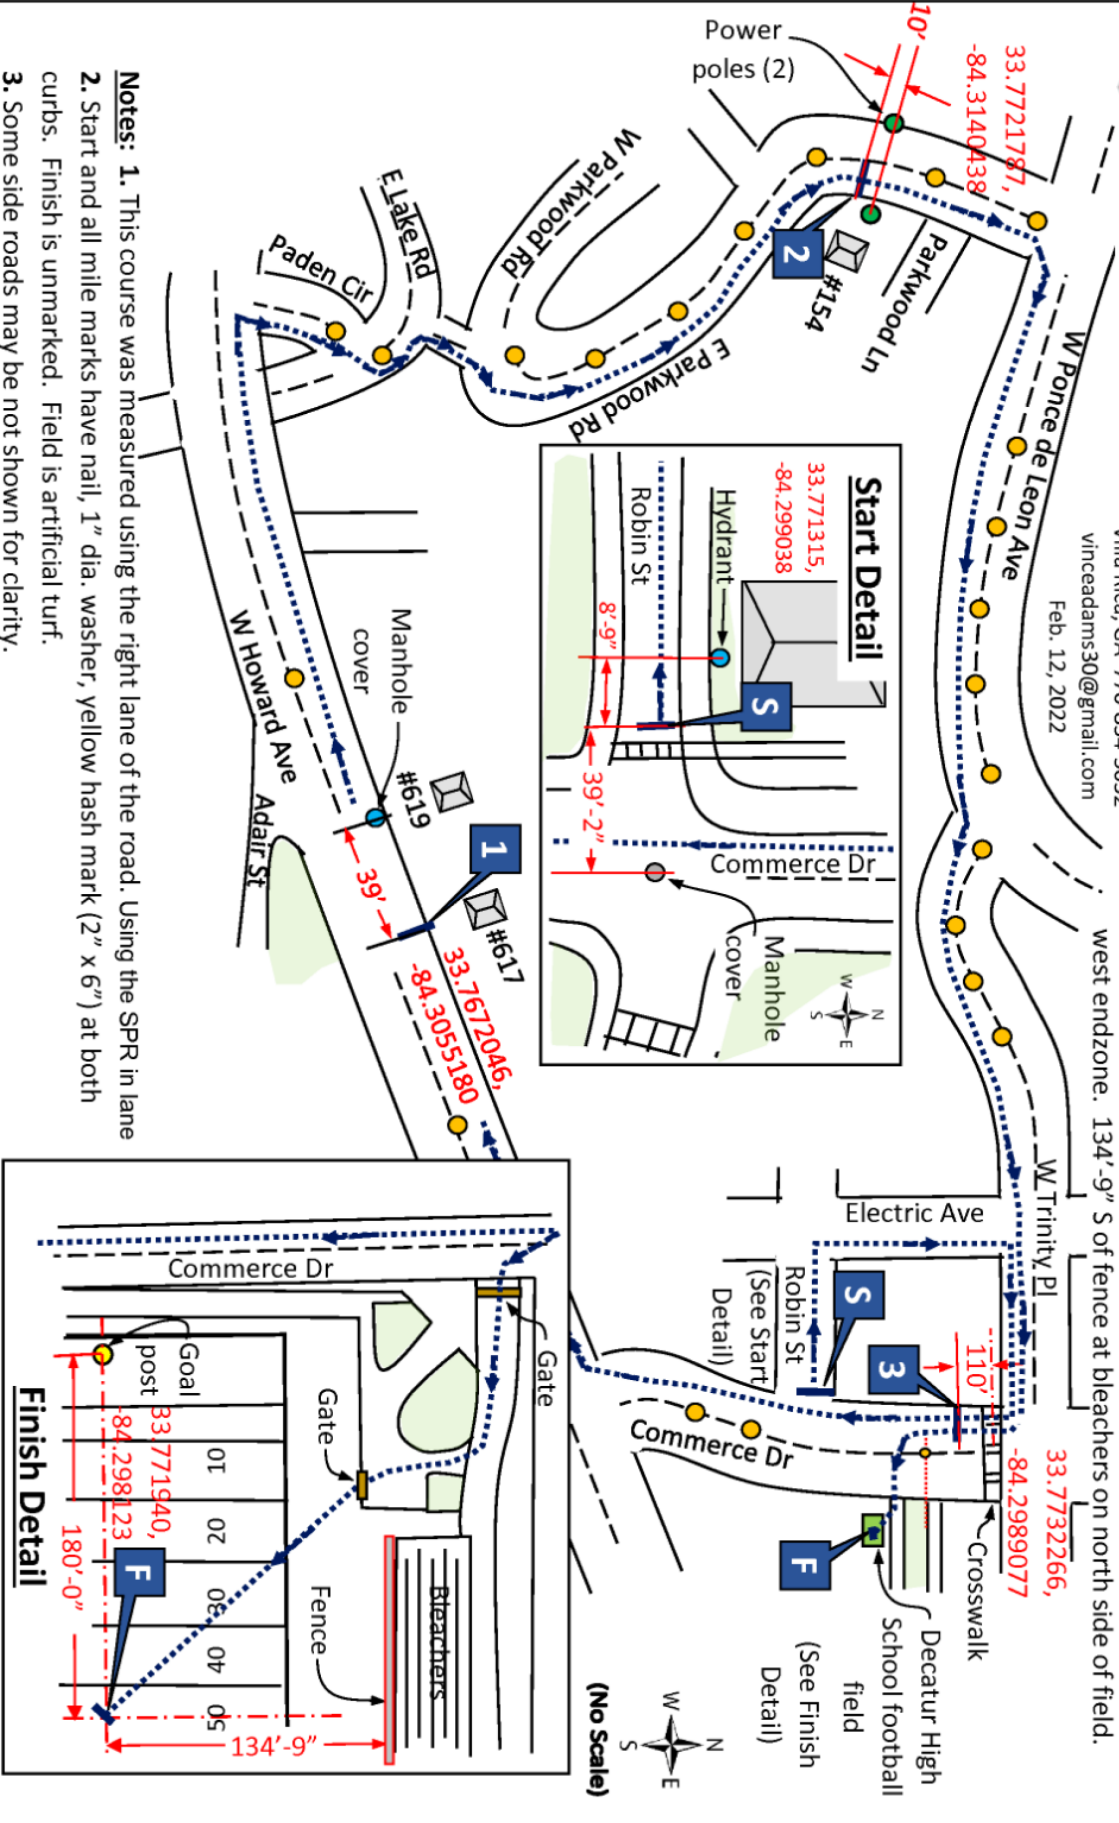 west endzone. 134'-9" S of fence at bleachers on north side of field.
vinceadams30@gmail.com
Feb. 12, 2022
33.7721787,
-84.3140438
10'
Power
poles (2)
2
#154
Parkwood Ln
W Ponce de Leon Ave
W Parkwood Rd
Rd
E Parkwood Rd
E Lake Rd
Paden Cir
W Howard Ave
Adair St
Manhole
cover
#619
39'
1
#617
33.7672046,
-84.3055180
Start Detail
33.771315,
-84.299038
Hydrant
Robin St
8'-9"
S
39'-2"
Commerce Dr
Manhole
cover
N
W
E
S
W Trinity Pl
Electric Ave
Robin St
(See Start
Detail)
S
3
110'
33.7732266,
-84.2989077
Crosswalk
Commerce Dr
F
Decatur High
School football
field
(See Finish
Detail)
N
W
E
S
(No Scale)
Gate
Commerce Dr
Goal
post
Gate
33.771940,
-84.298123
10
20
30
40
50
Bleachers
Fence
F
180'-0"
134'-9"
Finish Detail
Notes: 1. This course was measured using the right lane of the road. Using the SPR in lane
2. Start and all mile marks have nail, 1" dia. washer, yellow hash mark (2" x 6") at both
curbs. Finish is unmarked. Field is artificial turf.
3. Some side roads may be not shown for clarity.